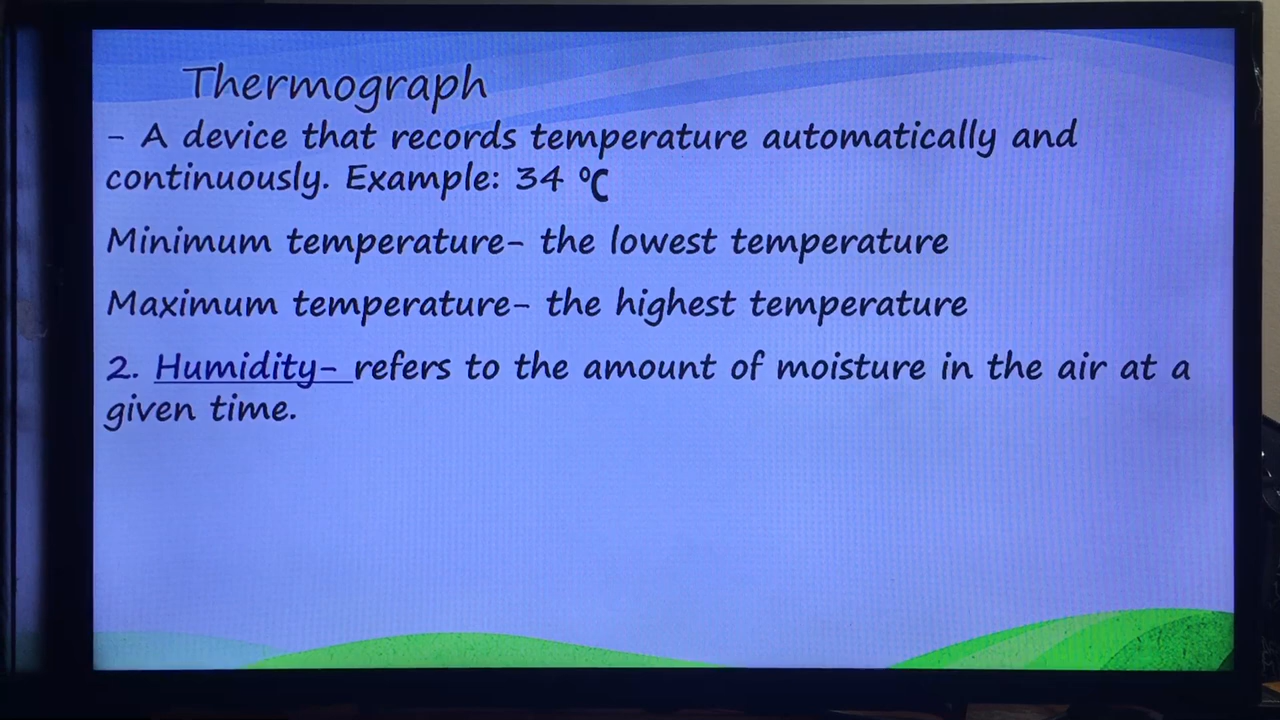 Thermograph
- A device that records temperature automatically and
continuously. Example: 34 ºC
Minimum temperature- the lowest temperature
Maximum temperature- the highest temperature
2. Humidity- refers to the amount of moisture in the air at a
given time.